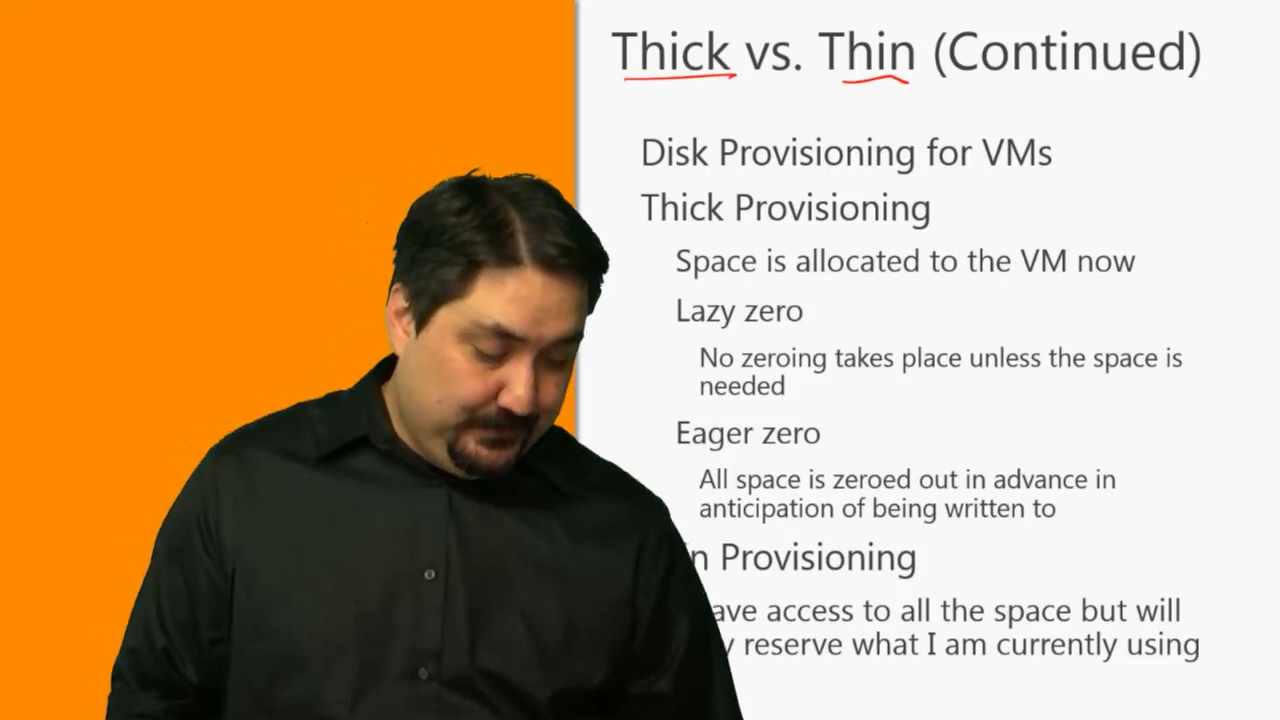 Thick vs. Thin (Continued)
Disk Provisioning for VMs
Thick Provisioning
Space is allocated to the VM now
Lazy zero
No zeroing takes place unless the space is
needed
Eager zero
All space is zeroed out in advance in
anticipation of being written to
Provisioning
access to all the space but will
reserve what I am currently using